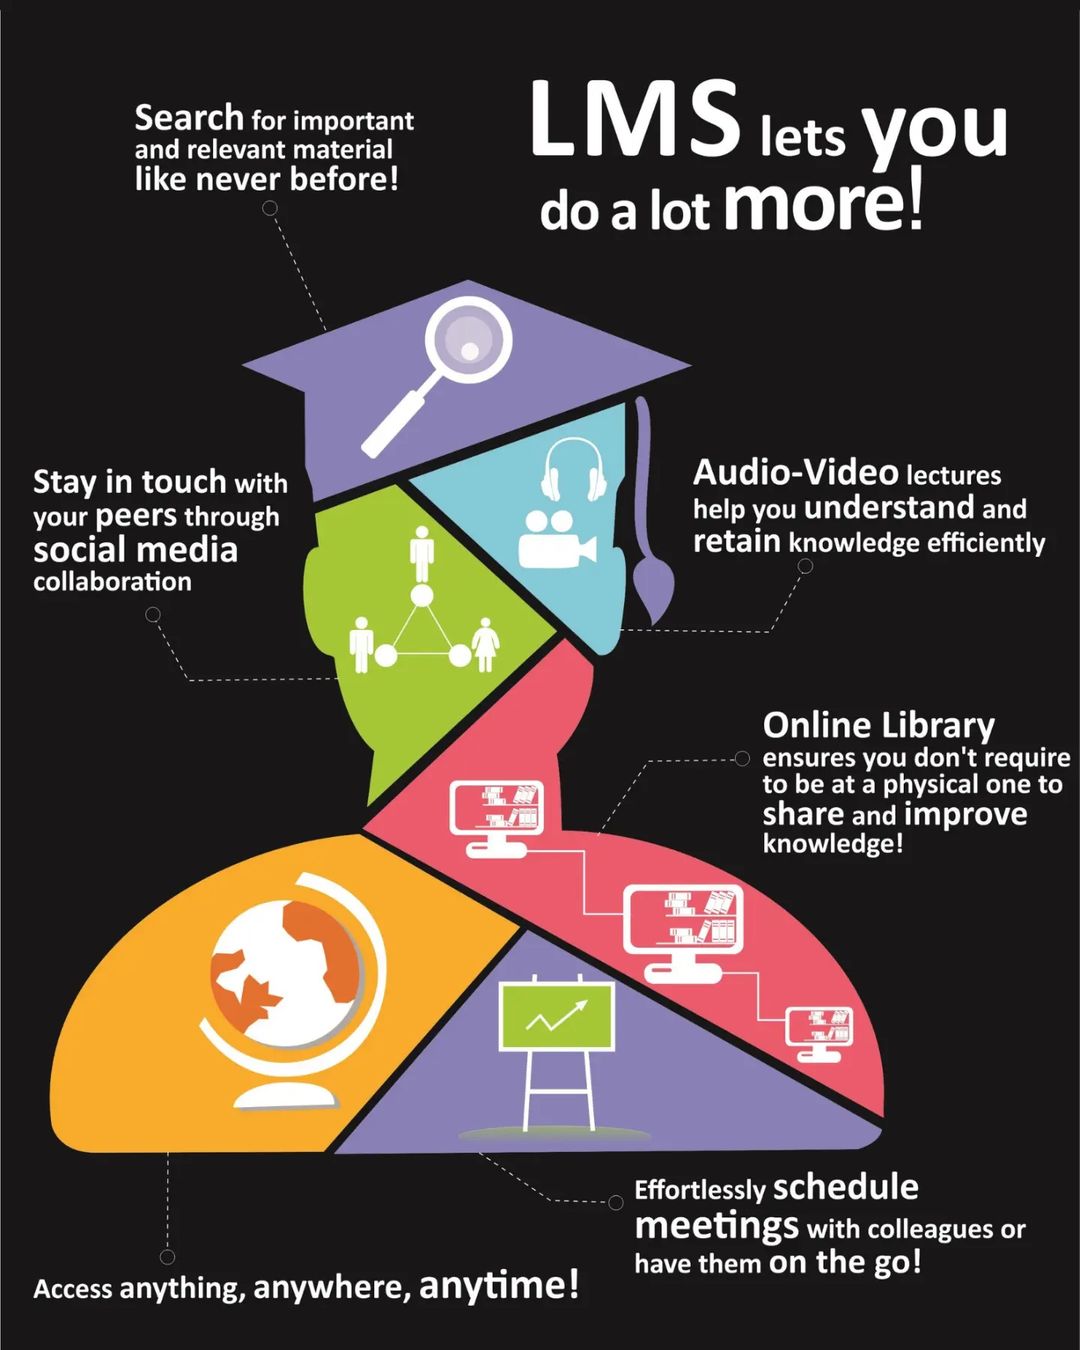 LMS lets you
do a lot more!
Search for important
and relevant material
like never before!
Stay in touch with
your peers through
social media
collaboration
Audio-Video lectures
help you understand and
retain knowledge efficiently
Online Library
ensures you don't require
to be at a physical one to
share and improve
knowledge!
Effortlessly schedule
meetings with colleagues or
have them on the go!
Access anything, anywhere, anytime!